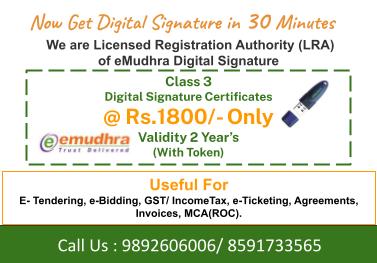 Now Get Digital Signature in 30 Minutes
We are Licensed Registration Authority (LRA)
of eMudhra Digital Signature
Class 3
Digital Signature Certificates
@ Rs.1800/- Only
emudhra
Trust Delivered
Validity 2 Year's
(With Token)
Useful For
E- Tendering, e-Bidding, GST/ IncomeTax, e-Ticketing, Agreements,
Invoices, MCA(ROC).
Call Us : 9892606006/ 8591733565